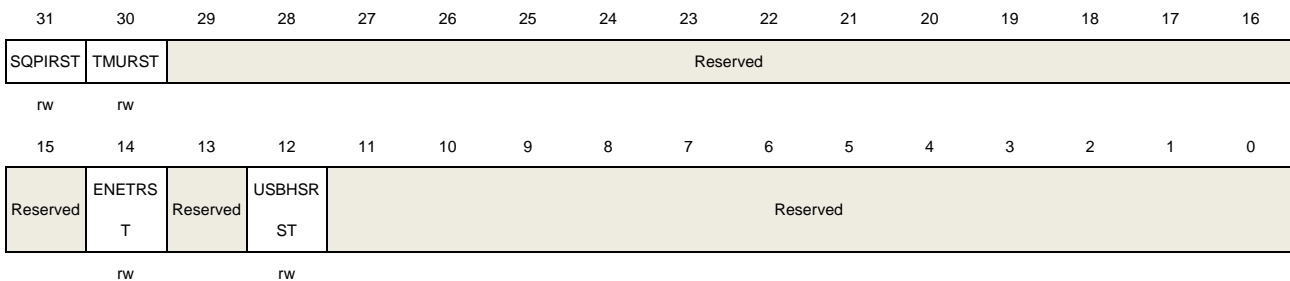 31 30 29 28 27 26 25 24 23 22 21 20 19 18 17 16
SQPIRST TMURST Reserved
rw rw
15 14 13 12 11 10 9 8 7 6 5 4 3 2 1 0
Reserved ENETRS
T Reserved USBHSR
ST Reserved
rw rw